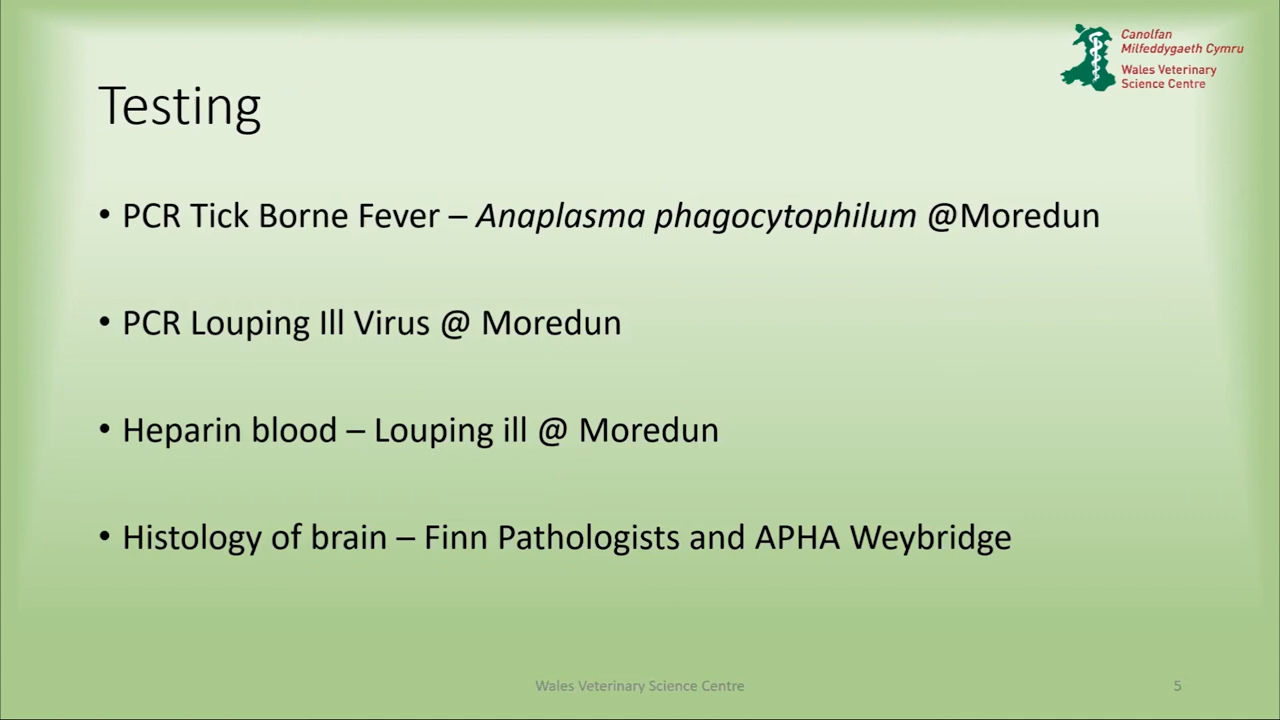 Canolfan
Milfeddygaeth Cymru
Wales Veterinary
Science Centre
Testing
• PCR Tick Borne Fever – Anaplasma phagocytophilum @Moredun
• PCR Louping Ill Virus @ Moredun
• Heparin blood – Louping ill @ Moredun
• Histology of brain – Finn Pathologists and APHA Weybridge
Wales Veterinary Science Centre
5